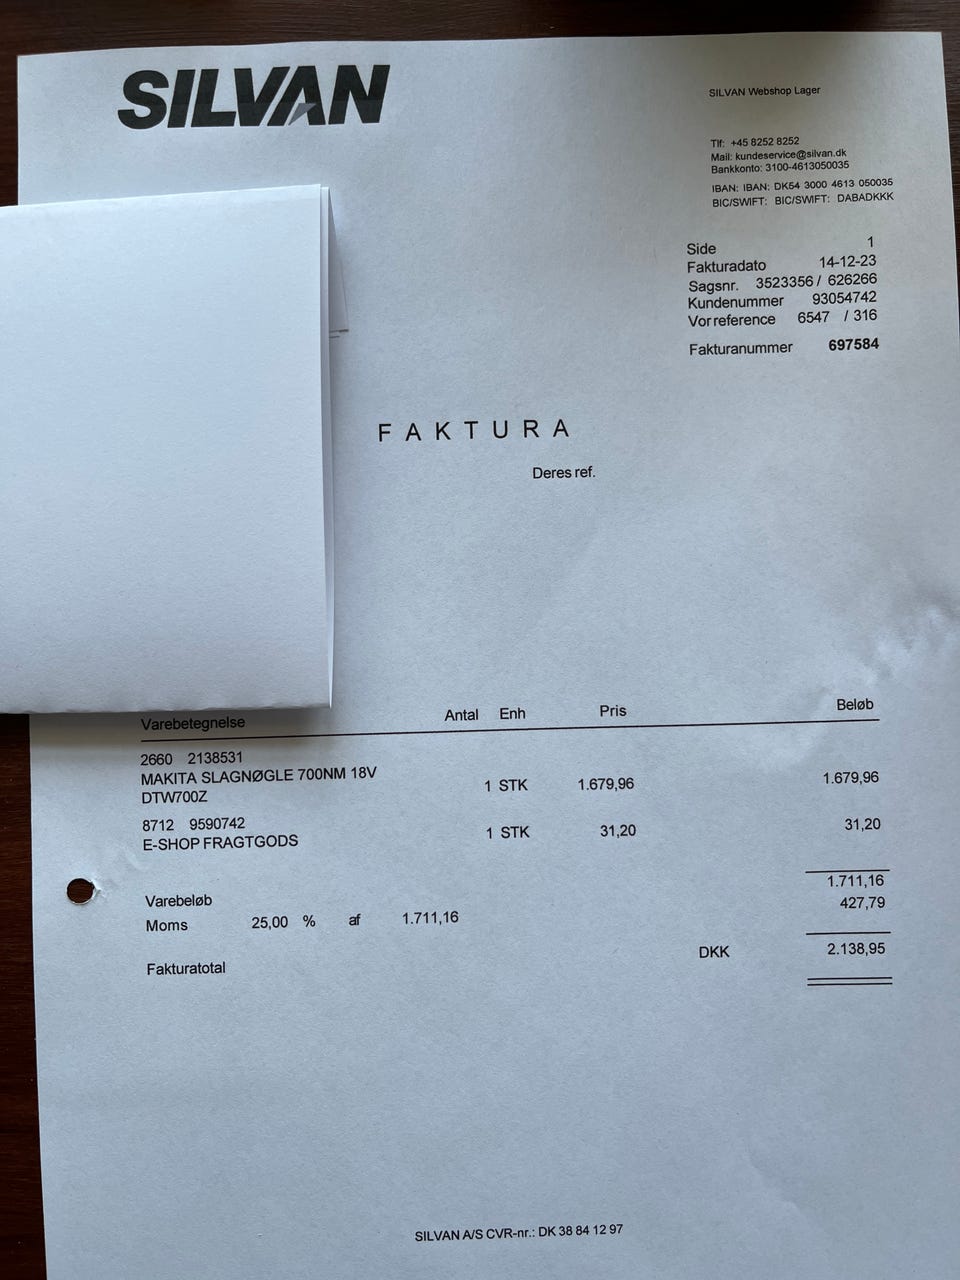 SILVAN
SILVAN Webshop Lager
Tlf: +45 8252 8252
Mail: kundeservice@silvan.dk
Bankkonto: 3100-4613050035
IBAN: IBAN: DK54 3000 4613 050035
BIC/SWIFT: BIC/SWIFT: DABADKKK
Side 1
Fakturadato 14-12-23
Sagsnr. 3523356 / 626266
Kundenummer 93054742
Vor reference 6547 / 316
Fakturanummer 697584
FAKTURA
Deres ref.
Varebetegnelse Antal Enh Pris Beløb
2660 2138531
MAKITA SLAGNØGLE 700NM 18V 1 STK 1.679,96 1.679,96
DTW700Z
8712 9590742
E-SHOP FRAGTGODS 1 STK 31,20 31,20
Varebeløb 1.711,16
Moms 25,00 % af 1.711,16 427,79
Fakturatotal DKK 2.138,95
SILVAN A/S CVR-nr.: DK 38 84 12 97